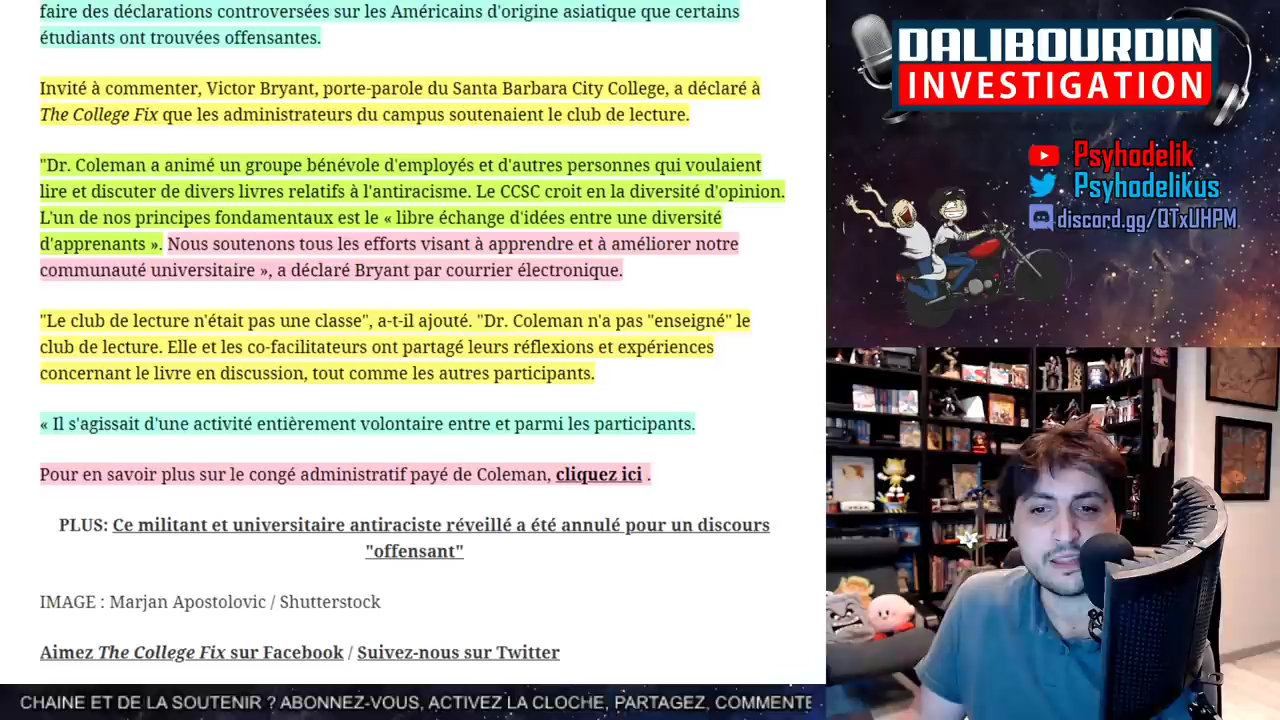 faire des déclarations controversées sur les Américains d'origine asiatique que certains
étudiants ont trouvées offensantes.
Invité à commenter, Victor Bryant, porte-parole du Santa Barbara City College, a déclaré à
The College Fix que les administrateurs du campus soutenaient le club de lecture.
"Dr. Coleman a animé un groupe bénévole d'employés et d'autres personnes qui voulaient
lire et discuter de divers livres relatifs à l'antiracisme. Le CCSC croit en la diversité d'opinion.
L'un de nos principes fondamentaux est le « libre échange d'idées entre une diversité
d'apprenants ». Nous soutenons tous les efforts visant à apprendre et à améliorer notre
communauté universitaire », a déclaré Bryant par courrier électronique.
"Le club de lecture n'était pas une classe", a-t-il ajouté. "Dr. Coleman n'a pas "enseigné" le
club de lecture. Elle et les co-facilitateurs ont partagé leurs réflexions et expériences
concernant le livre en discussion, tout comme les autres participants.
« Il s'agissait d'une activité entièrement volontaire entre et parmi les participants.
Pour en savoir plus sur le congé administratif payé de Coleman, cliquez ici .
PLUS: Ce militant et universitaire antiraciste réveillé a été annulé pour un discours
"offensant"
IMAGE : Marjan Apostolovic / Shutterstock
Aimez The College Fix sur Facebook / Suivez-nous sur Twitter
CHAINE ET DE LA SOUTENIR ? ABONNEZ-VOUS, ACTIVEZ LA CLOCHE, PARTAGEZ, COMMENTE
DALIBOURDIN
INVESTIGATION
Psyhodelik
Psyhodelikus
discord.gg/QTxUHPM